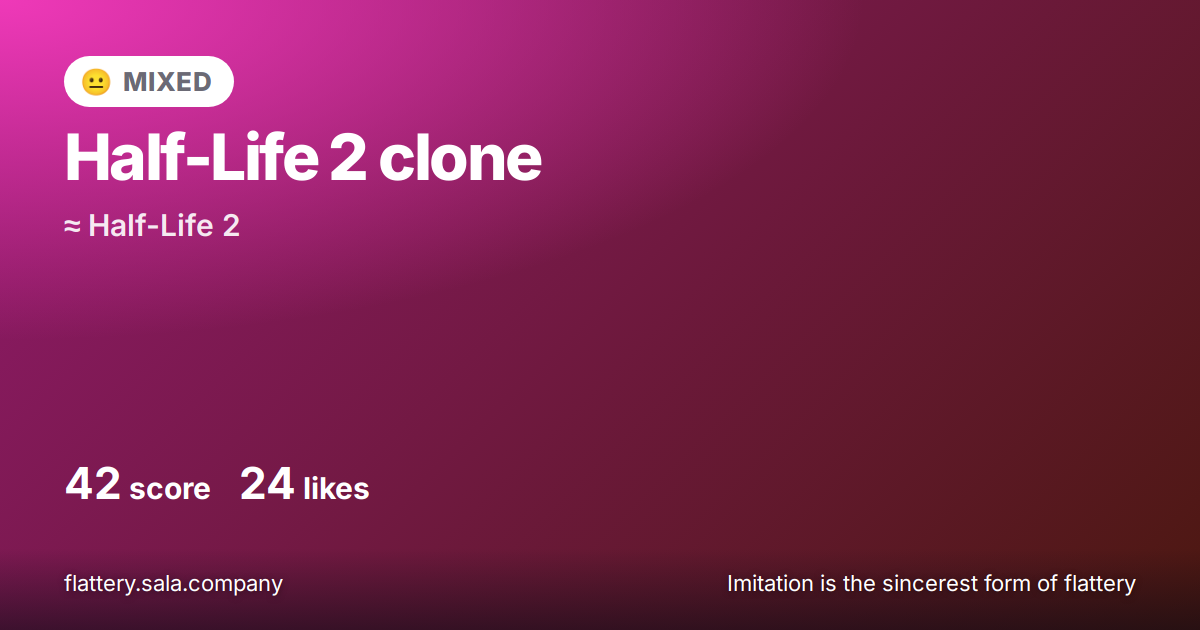 😐 MIXED
Half-Life 2 clone
≈ Half-Life 2
42 score 24 likes
flattery.sala.company
Imitation is the sincerest form of flattery